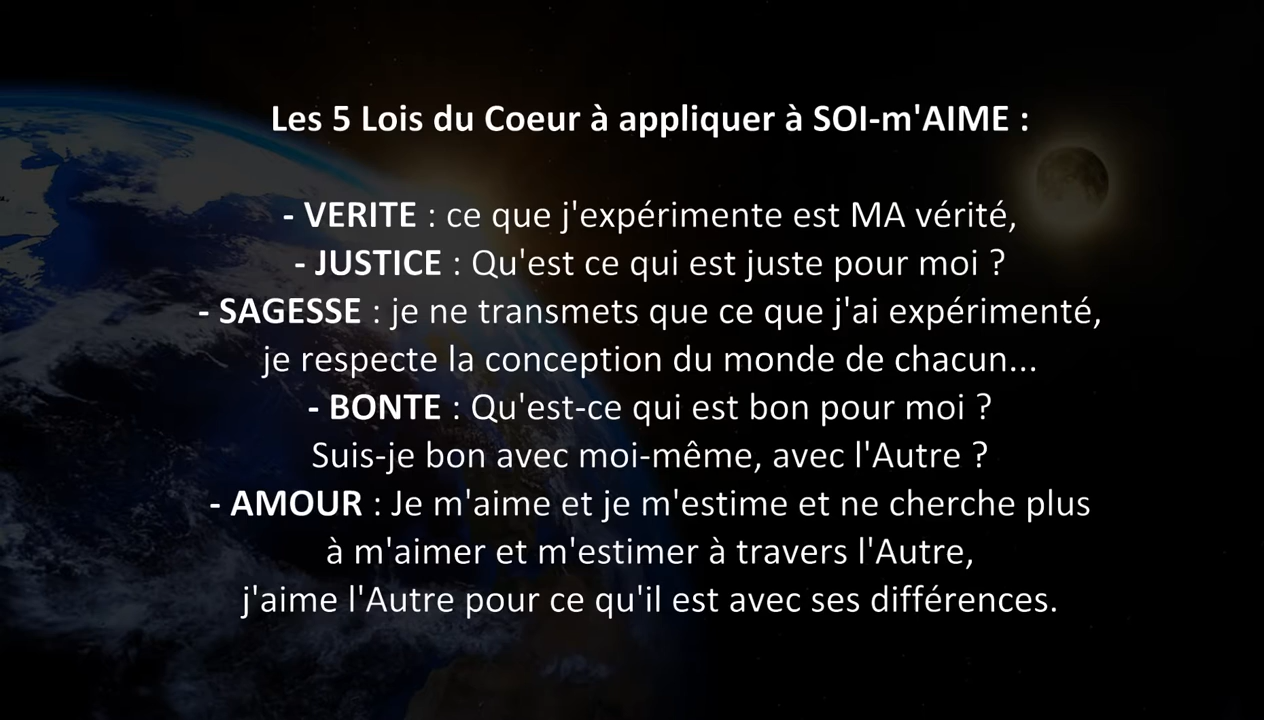 Les 5 Lois du Coeur à appliquer à SOI-m'AIME :
- VERITE : ce que j'expérimente est MA vérité,
- JUSTICE : Qu'est ce qui est juste pour moi ?
- SAGESSE : je ne transmets que ce que j'ai expérimenté,
je respecte la conception du monde de chacun...
- BONTE : Qu'est-ce qui est bon pour moi ?
Suis-je bon avec moi-même, avec l'Autre ?
- AMOUR : Je m'aime et je m'estime et ne cherche plus
à m'aimer et m'estimer à travers l'Autre,
j'aime l'Autre pour ce qu'il est avec ses différences.